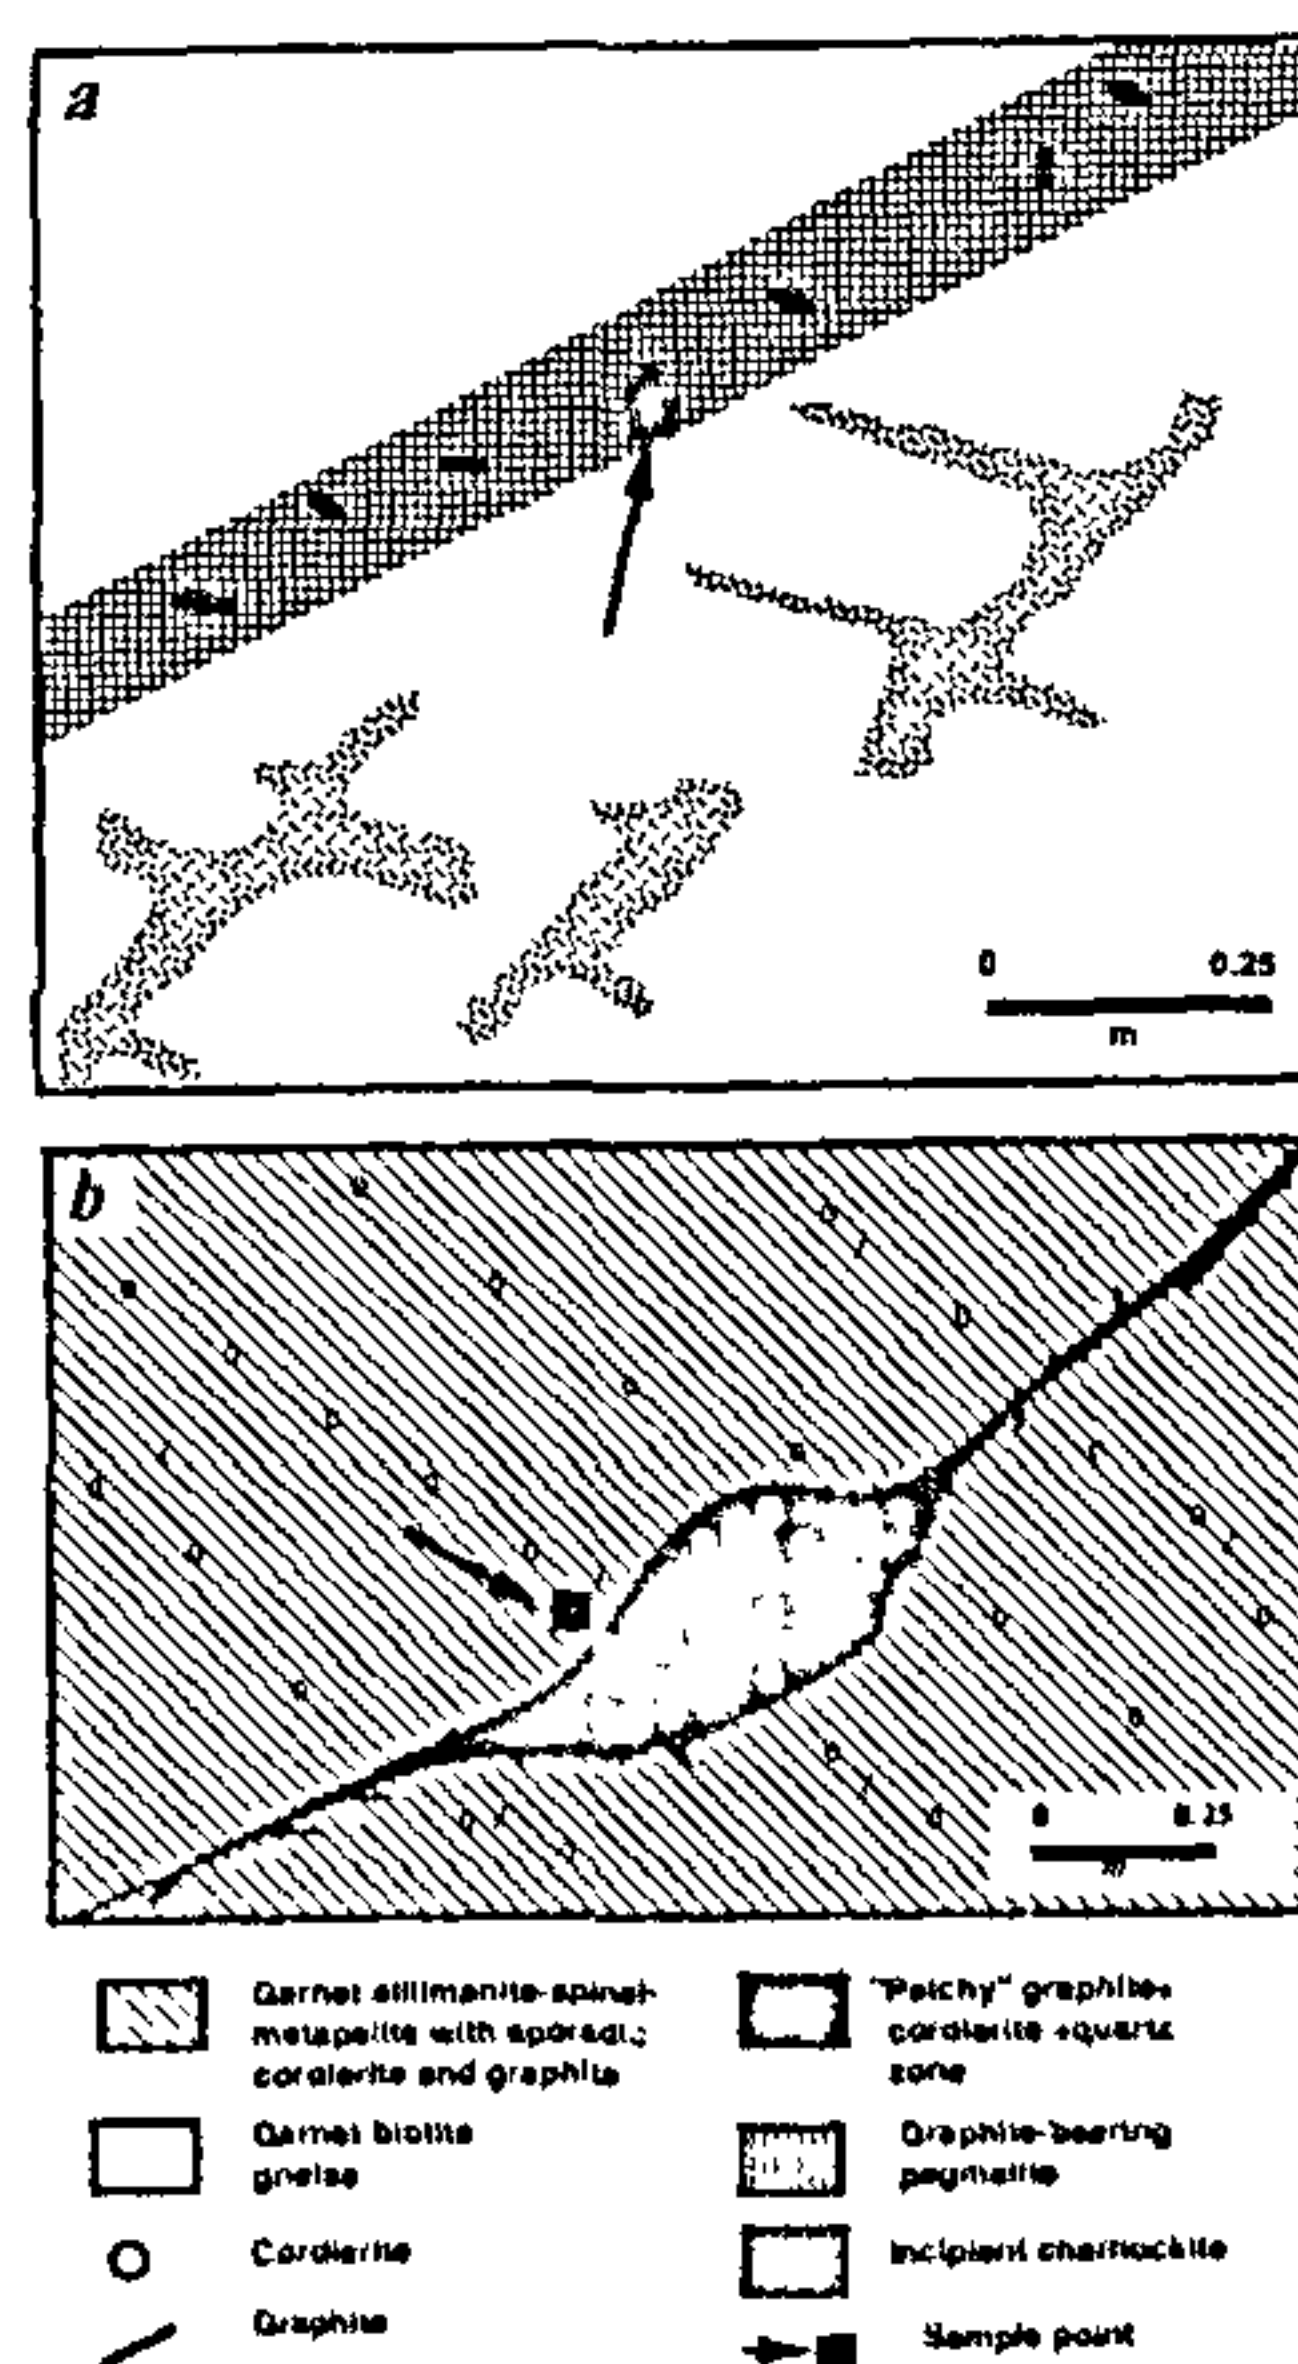 a
0 0.25
m
b
0 0.25
m
Garnet sillimanite-spinel-
metapelite with sporadic
cordierite and graphite
"Patchy" graphite+
cordierite +quartz
zone
Garnet biotite
gneiss
Graphite-bearing
pegmatite
Cordierite
Incipient charnockite
Graphite
Sample point